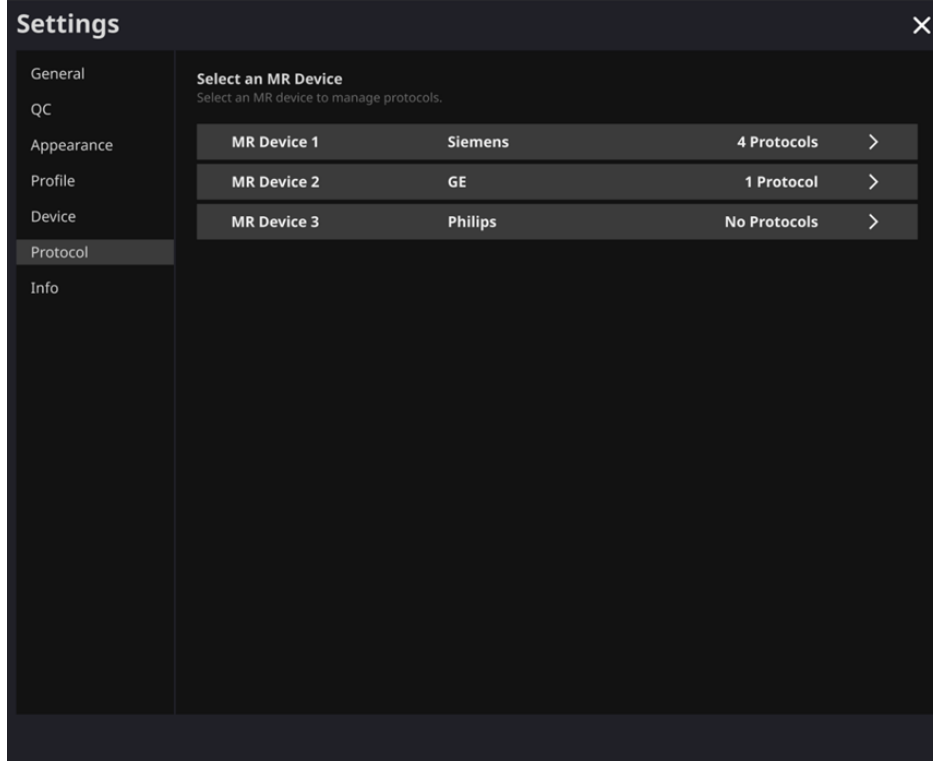 Settings
General
QC
Appearance
Profile
Device
Protocol
Info
Select an MR Device
Select an MR device to manage protocols.
MR Device 1 Siemens 4 Protocols
MR Device 2 GE 1 Protocol
MR Device 3 Philips No Protocols